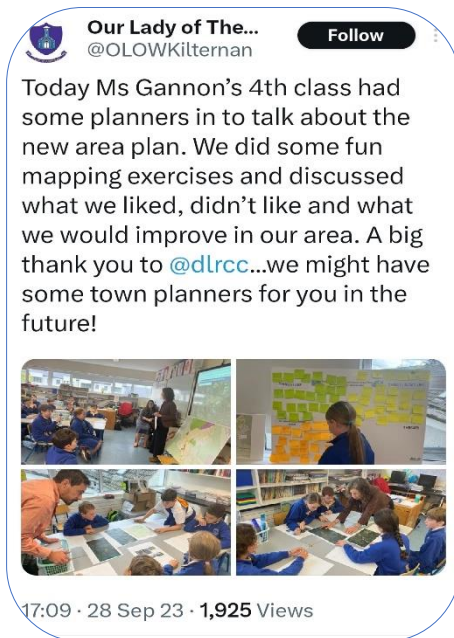 Our Lady of The...
Follow
@OLOWKilternan
Today Ms Gannon’s 4th class had
some planners in to talk about the
new area plan. We did some fun
mapping exercises and discussed
what we liked, didn’t like and what
we would improve in our area. A big
thank you to @dlrcc...we might have
some town planners for you in the
future!
17:09 · 28 Sep 23 · 1,925 Views